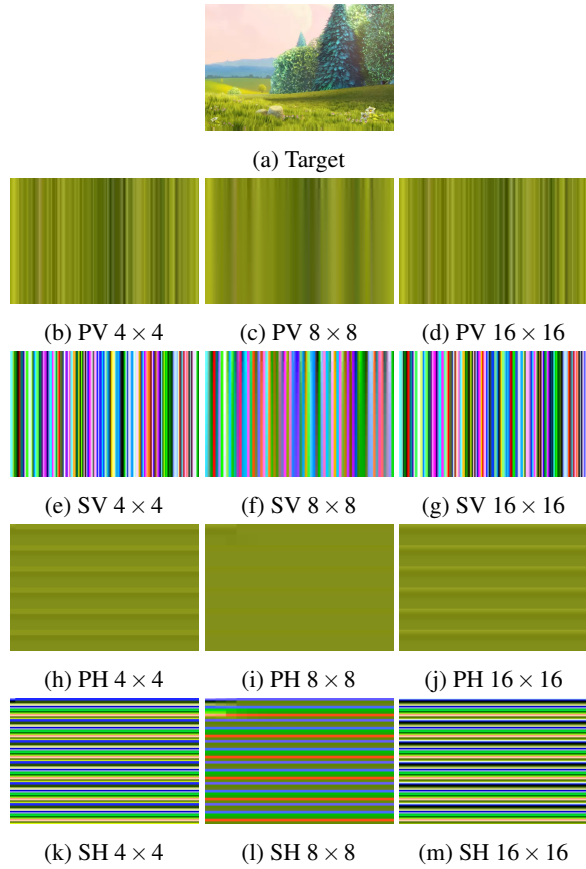 (a) Target
(b) PV 4 × 4 (c) PV 8 × 8 (d) PV 16 × 16
(e) SV 4 × 4 (f) SV 8 × 8 (g) SV 16 × 16
(h) PH 4 × 4 (i) PH 8 × 8 (j) PH 16 × 16
(k) SH 4 × 4 (l) SH 8 × 8 (m) SH 16 × 16